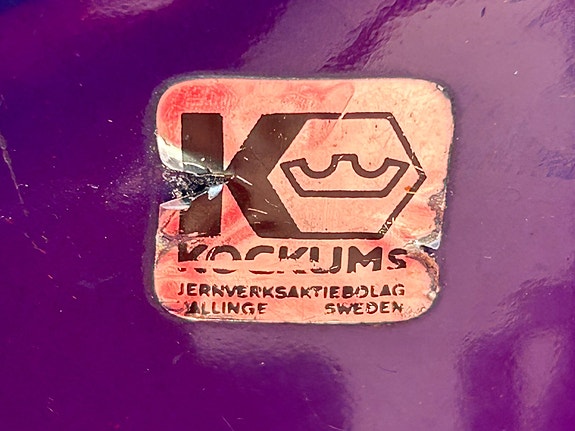 K
KOCKUMS
JERNVERKSAKTIEBOLAG
KALLINGE SWEDEN